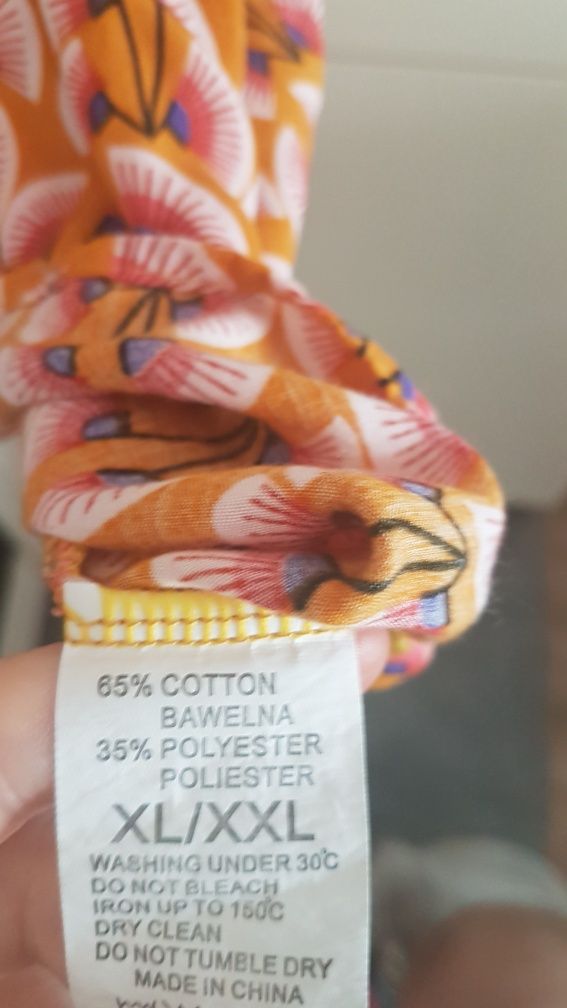 65% COTTON
BAWELNA
35% POLYESTER
POLIESTER
XL/XXL
WASHING UNDER 30°C
DO NOT BLEACH
IRON UP TO 150°C
DRY CLEAN
DO NOT TUMBLE DRY
MADE IN CHINA